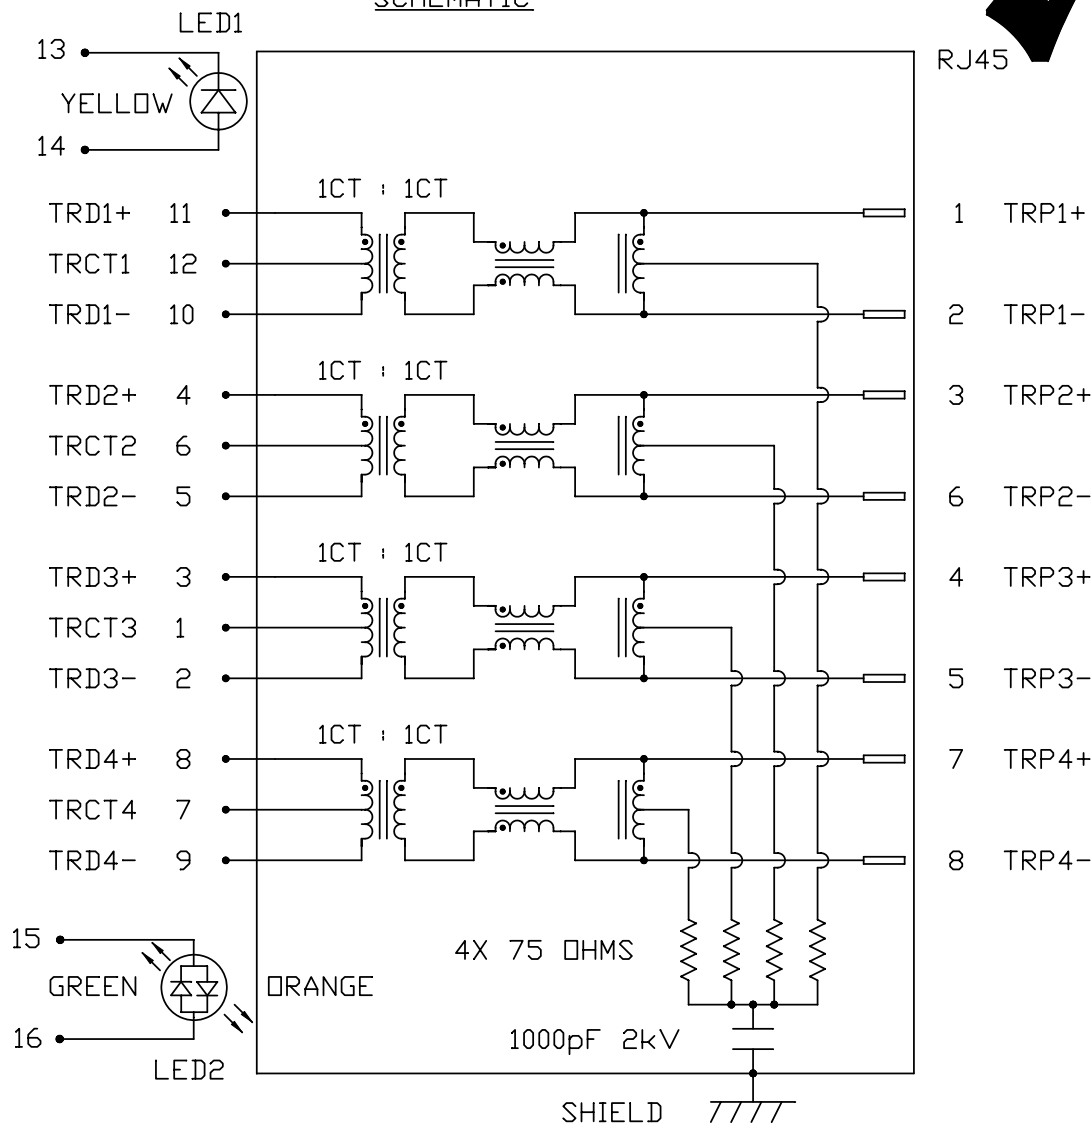 SCHEMATIC
LED1
13
RJ45
YELLOW
14
1CT : 1CT
TRD1+ 11
1 TRP1+
TRCT1 12
TRD1- 10
2 TRP1-
1CT : 1CT
TRD2+ 4
3 TRP2+
TRCT2 6
TRD2- 5
6 TRP2-
1CT : 1CT
TRD3+ 3
4 TRP3+
TRCT3 1
TRD3- 2
5 TRP3-
1CT : 1CT
TRD4+ 8
7 TRP4+
TRCT4 7
TRD4- 9
8 TRP4-
15
4X 75 OHMS
GREEN
ORANGE
16
1000pF 2kV
LED2
SHIELD